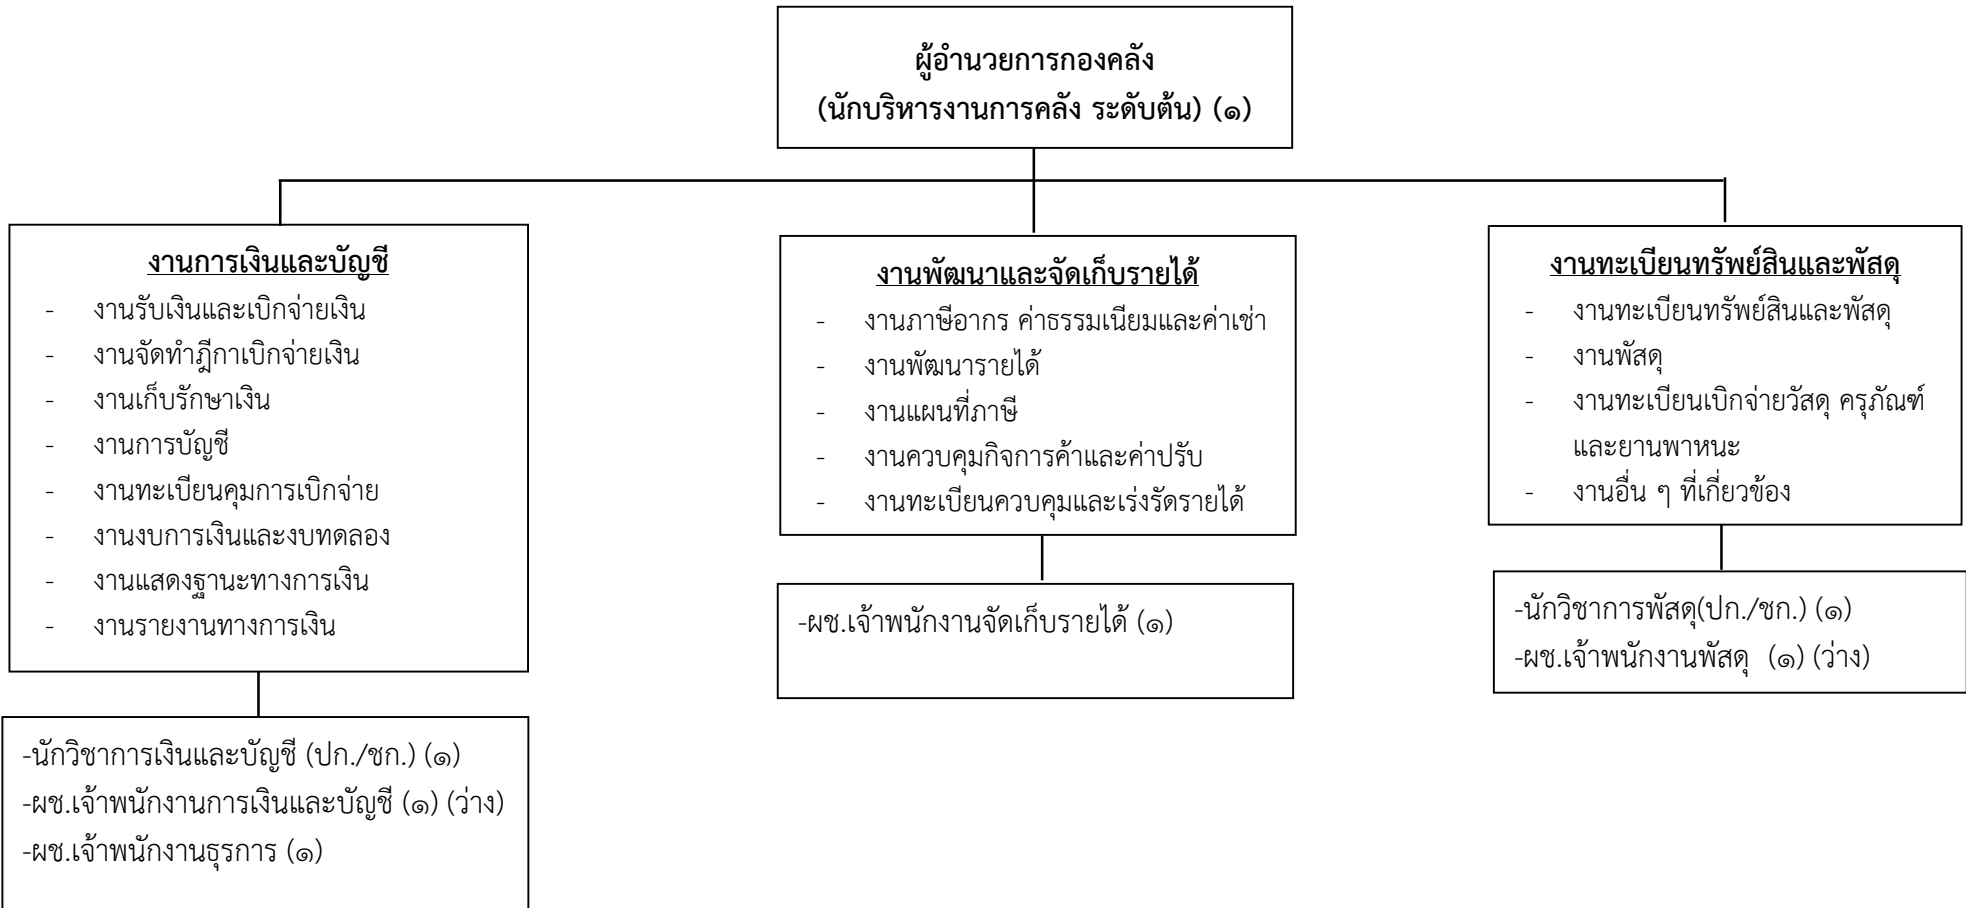 ผู้อำนวยการกองคลัง
(นักบริหารงานการคลัง ระดับต้น) (๑)
งานการเงินและบัญชี
- งานรับเงินและเบิกจ่ายเงิน
- งานจัดทำฎีกาเบิกจ่ายเงิน
- งานเก็บรักษาเงิน
- งานการบัญชี
- งานทะเบียนคุมการเบิกจ่าย
- งานงบการเงินและงบทดลอง
- งานแสดงฐานะทางการเงิน
- งานรายงานทางการเงิน
-นักวิชาการเงินและบัญชี (ปก./ชก.) (๑)
-ผช.เจ้าพนักงานการเงินและบัญชี (๑) (ว่าง)
-ผช.เจ้าพนักงานธุรการ (๑)
งานพัฒนาและจัดเก็บรายได้
- งานภาษีอากร ค่าธรรมเนียมและค่าเช่า
- งานพัฒนารายได้
- งานแผนที่ภาษี
- งานควบคุมกิจการค้าและค่าปรับ
- งานทะเบียนควบคุมและเร่งรัดรายได้
-ผช.เจ้าพนักงานจัดเก็บรายได้ (๑)
งานทะเบียนทรัพย์สินและพัสดุ
- งานทะเบียนทรัพย์สินและพัสดุ
- งานพัสดุ
- งานทะเบียนเบิกจ่ายวัสดุ ครุภัณฑ์
และยานพาหนะ
- งานอื่น ๆ ที่เกี่ยวข้อง
-นักวิชาการพัสดุ(ปก./ชก.) (๑)
-ผช.เจ้าพนักงานพัสดุ (๑) (ว่าง)